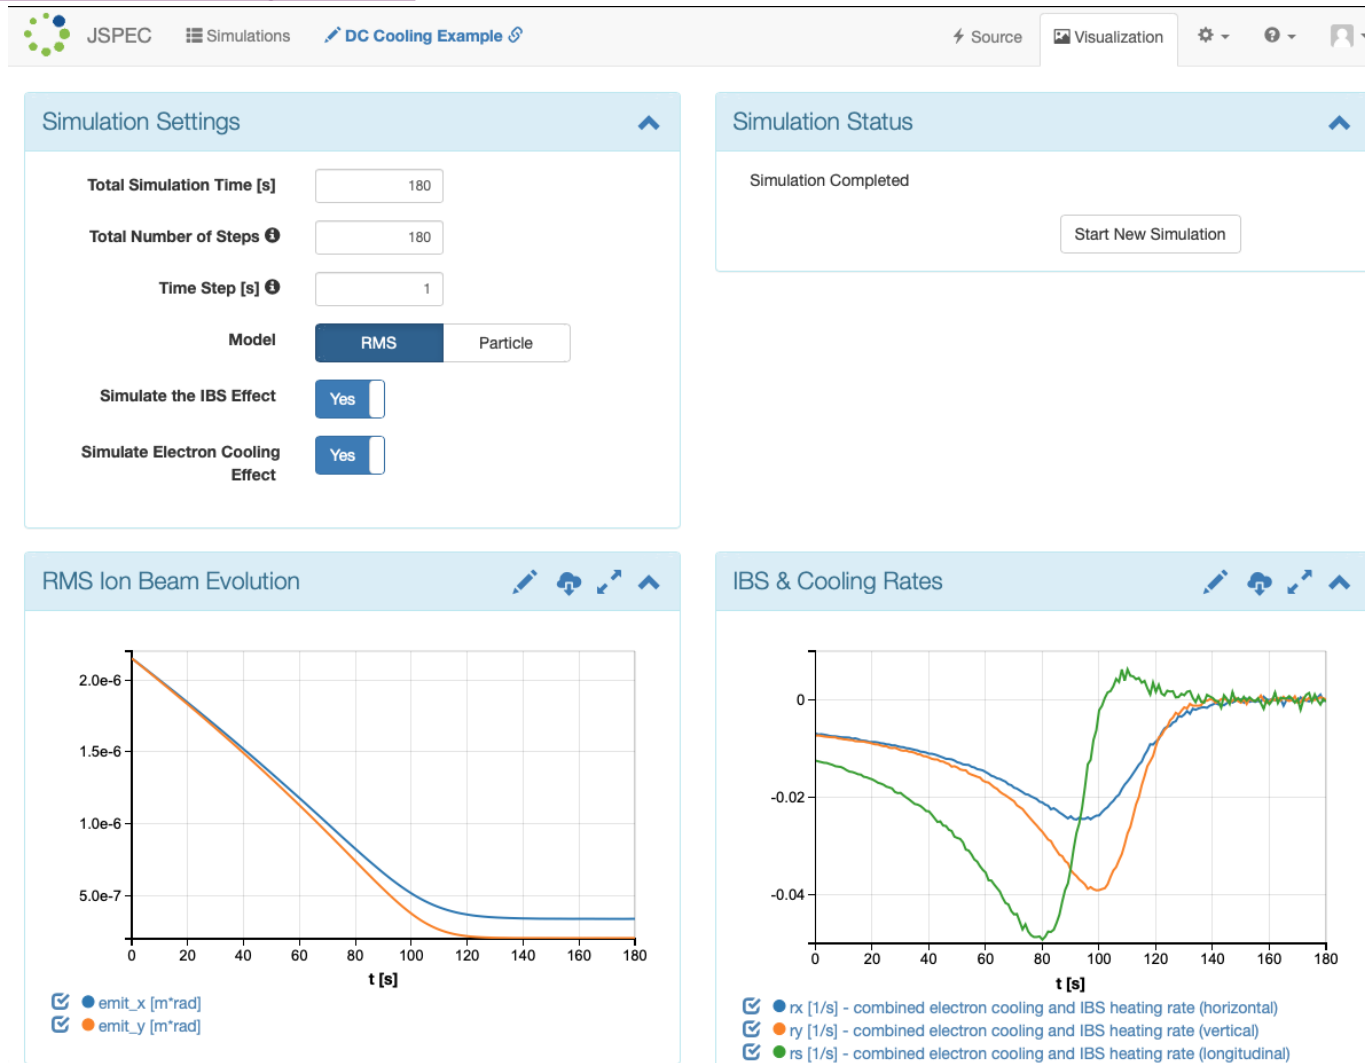 JSPEC
Simulations
DC Cooling Example
Source
Visualization
Simulation Settings
Total Simulation Time [s]
180
Total Number of Steps
180
Time Step [s]
1
Model
RMS
Particle
Simulate the IBS Effect
Yes
Simulate Electron Cooling
Effect
Yes
Simulation Status
Simulation Completed
Start New Simulation
RMS Ion Beam Evolution
2.0e-6
1.5e-6
1.0e-6
5.0e-7
0 20 40 60 80 100 120 140 160 180
t [s]
emit_x [m*rad]
emit_y [m*rad]
IBS & Cooling Rates
0
-0.02
-0.04
0 20 40 60 80 100 120 140 160 180
t [s]
rx [1/s] - combined electron cooling and IBS heating rate (horizontal)
ry [1/s] - combined electron cooling and IBS heating rate (vertical)
rs [1/s] - combined electron cooling and IBS heating rate (longitudinal)